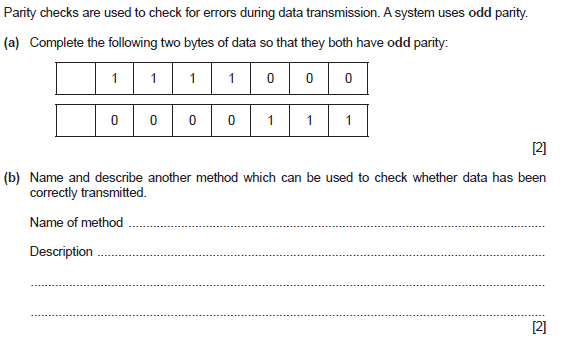 Parity checks are used to check for errors during data transmission. A system uses odd parity.
(a) Complete the following two bytes of data so that they both have odd parity:
1 1 1 1 0 0 0
0 0 0 0 1 1 1
[2]
(b) Name and describe another method which can be used to check whether data has been
correctly transmitted.
Name of method ..........................................................................................................
Description ..................................................................................................................
....................................................................................................................................
....................................................................................................................................
[2]